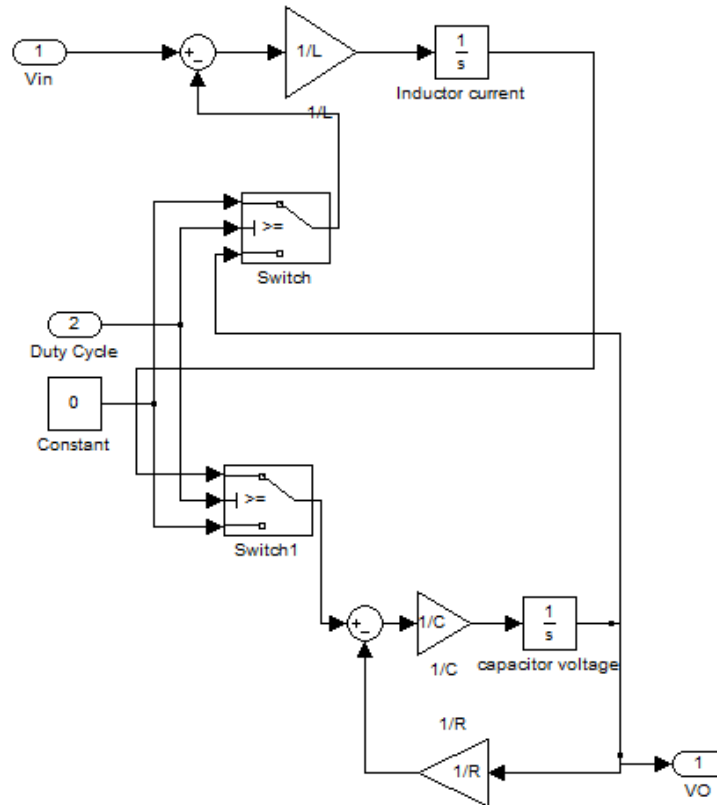 1
Vin
+
−
1/L
1/L
1
s
Inductor current
>=
Switch
2
Duty Cycle
0
Constant
>=
Switch1
+
−
1/C
1/C
1
s
capacitor voltage
1/R
1/R
1
VO